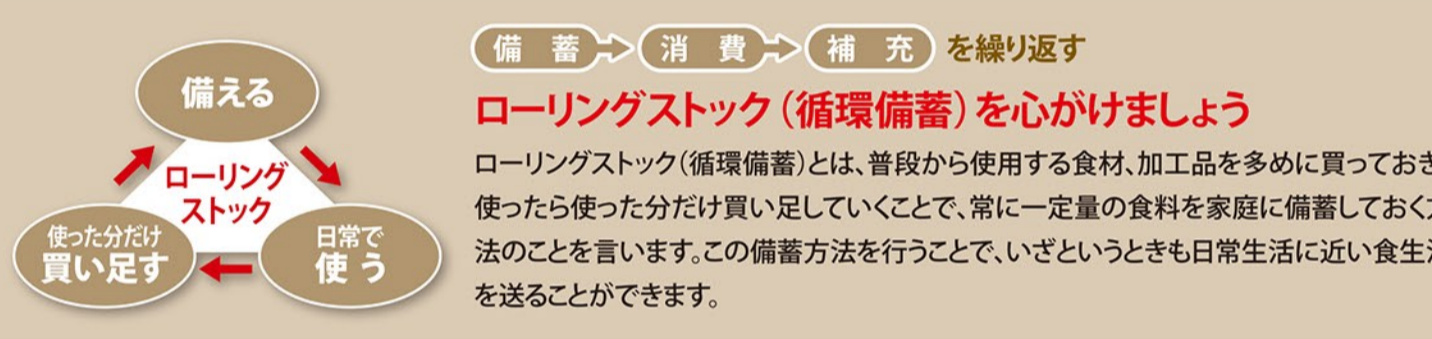 備える
ローリング
ストック
使った分だけ
買い足す
日常で
使う
備蓄 消費 補充 を繰り返す
ローリングストック(循環備蓄)を心がけましょう
ローリングストック(循環備蓄)とは、普段から使用する食材、加工品を多めに買っておき
使ったら使った分だけ買い足していくことで、常に一定量の食料を家庭に備蓄しておく
法のことを言います。この備蓄方法を行うことで、いざというときも日常生活に近い食生
を送ることができます。